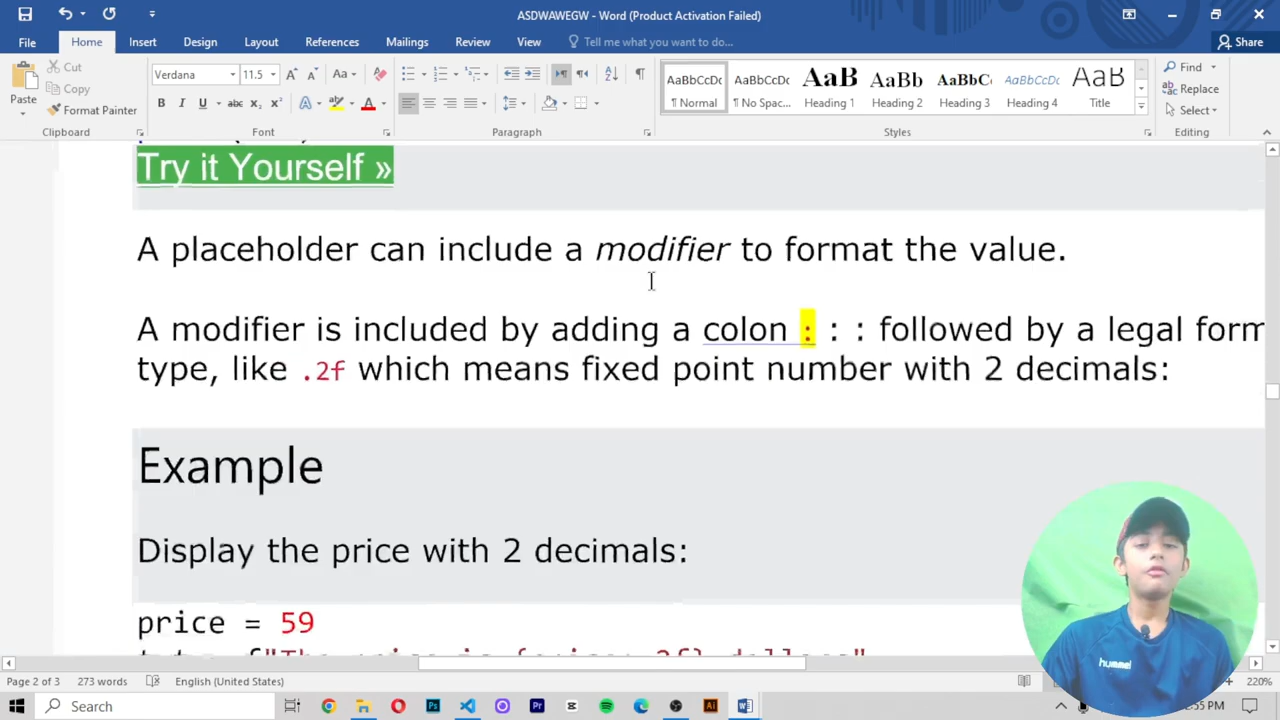 ASDWAWEGW - Word (Product Activation Failed)
File Home Insert Design Layout References Mailings Review View Tell me what you want to do... Share
Paste Cut Copy Format Painter
Verdana 11.5
AaBbCcDc AaBbCcDc AaB AaBb AaBbC AaBbCcDc AaB
¶ Normal ¶ No Spac... Heading 1 Heading 2 Heading 3 Heading 4 Title
Find Replace Select
Clipboard Font Paragraph Styles Editing
Try it Yourself »
A placeholder can include a modifier to format the value.
A modifier is included by adding a colon : : : followed by a legal form
type, like .2f which means fixed point number with 2 decimals:
Example
Display the price with 2 decimals:
price = 59
hummel
Page 2 of 3 273 words English (United States) 220%
Search :55 PM